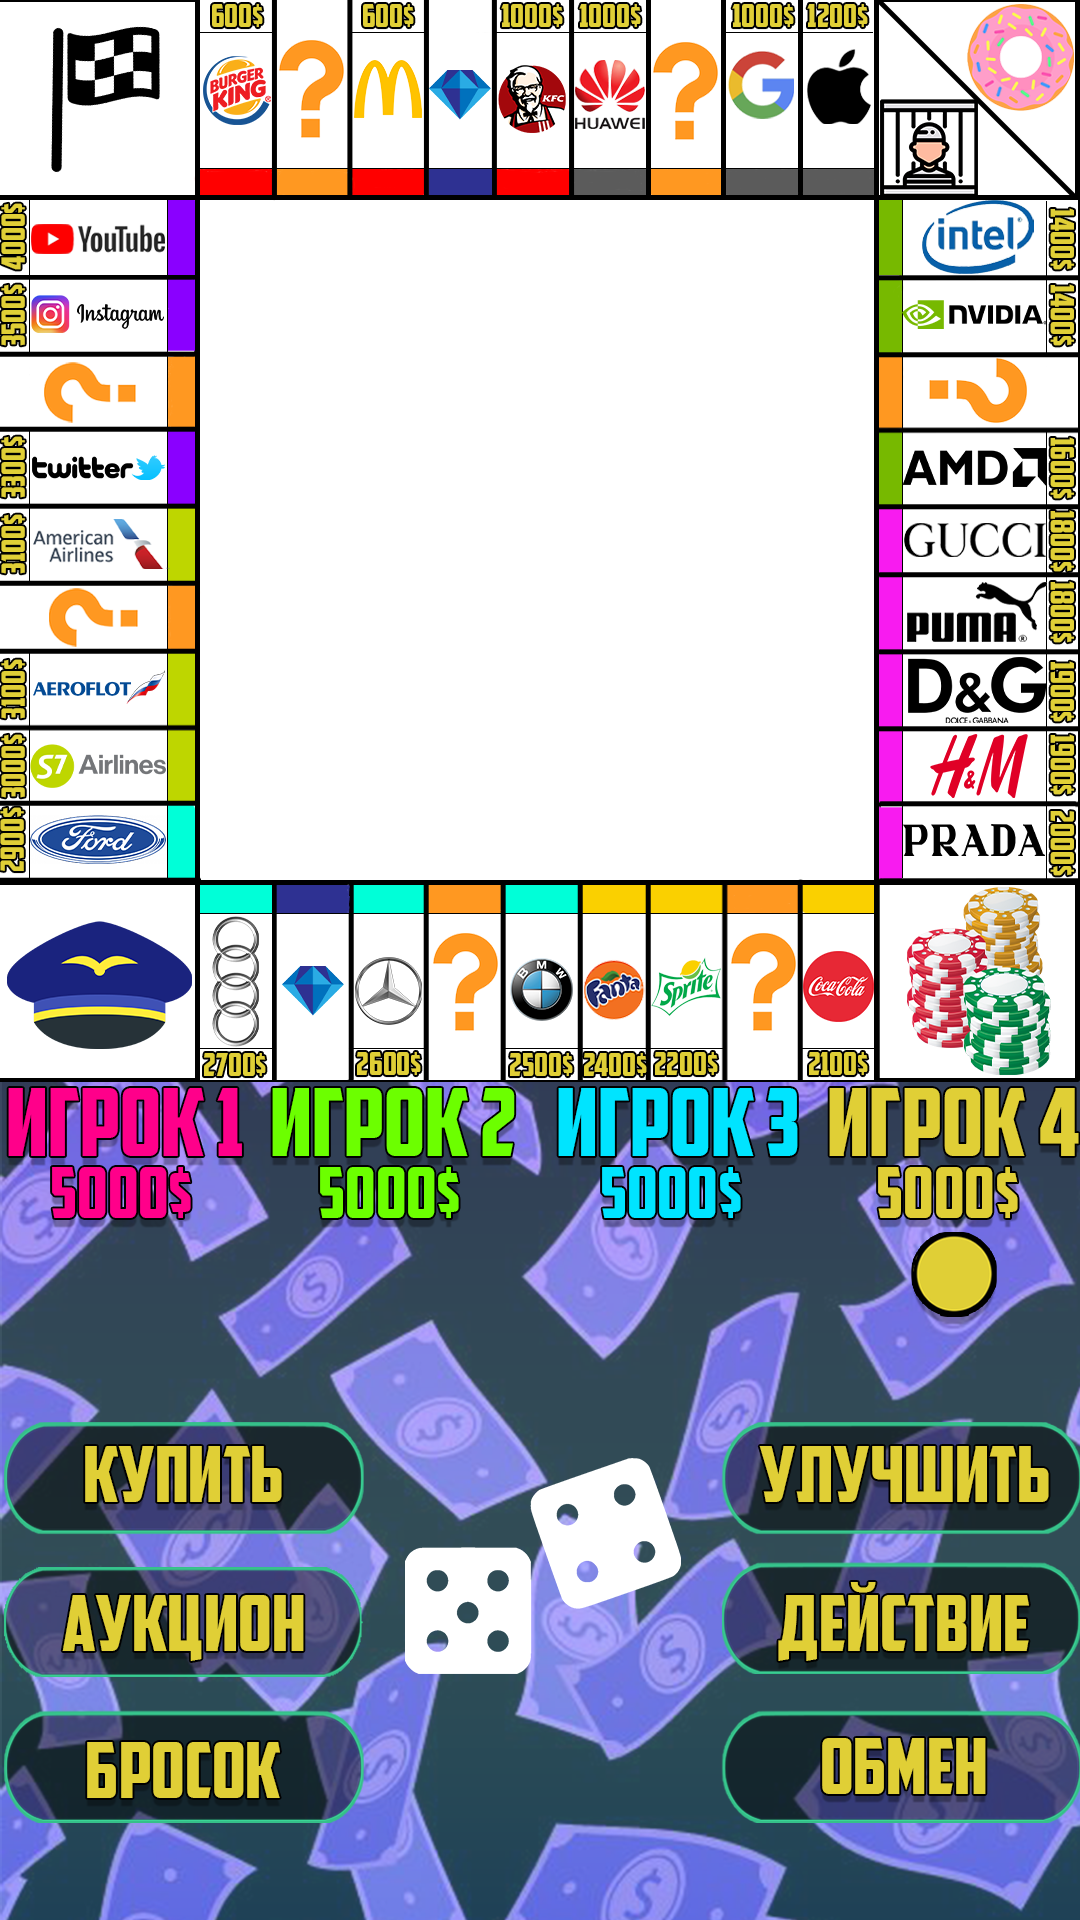 600$ 600$ 1000$ 1000$ 1000$ 1200$
BURGER KING®
?
M
KFC
HUAWEI
?
G
4000$ YouTube
3500$ Instagram
?
3300$ twitter
3100$ American Airlines
?
3100$ AEROFLOT
3000$ S7 Airlines
2900$ Ford
intel® 1400$
NVIDIA. 1400$
?
AMD 1600$
GUCCI 1800$
PUMA® 1800$
D&G
DOLCE & GABBANA 1900$
H&M 1900$
PRADA 2000$
?
BMW
Fanta
Sprite
?
Coca-Cola
2700$ 2600$ 2500$ 2400$ 2200$ 2100$
ИГРОК 1 ИГРОК 2 ИГРОК 3 ИГРОК 4
5000$ 5000$ 5000$ 5000$
КУПИТЬ УЛУЧШИТЬ
АУКЦИОН ДЕЙСТВИЕ
БРОСОК ОБМЕН